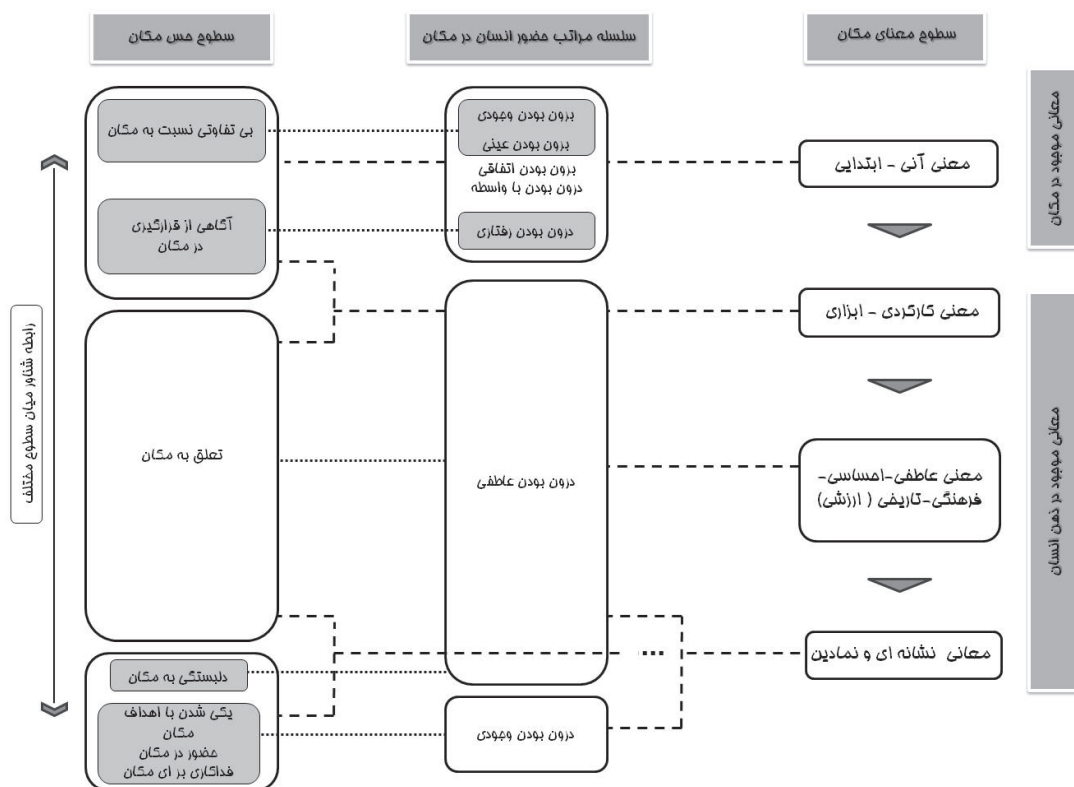 سطوح معنای مکان
سلسله مراتب حضور انسان در مکان
سطوح حس مکان
معانی موجود در مکان
معنی آنی - ابتدایی
برون بودن وجودی
برون بودن عینی
برون بودن اتفاقی
درون بودن با واسطه
درون بودن رفتاری
بی تفاوتی نسبت به مکان
آگاهی از قرارگیری
در مکان
معانی موجود در ذهن انسان
معنی کارکردی - ابزاری
معنی عاطفی-احساسی-
فرهنگی-تاریخی ( ارزشی)
معانی نشانه ای و نمادین
درون بودن عاطفی
...
درون بودن وجودی
تعلق به مکان
دلبستگی به مکان
یکی شدن با اهداف
مکان
حضور در مکان
فداکاری بر ای مکان
رابطه شناور میان سطوح مختلف